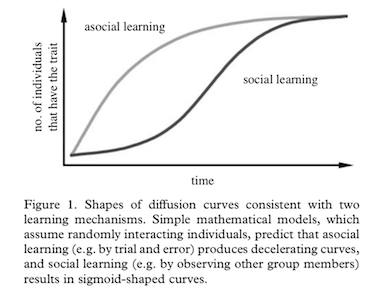 asocial learning
social learning
no. of individuals
that have the trait
time
Figure 1. Shapes of diffusion curves consistent with two
learning mechanisms. Simple mathematical models, which
assume randomly interacting individuals, predict that asocial
learning (e.g. by trial and error) produces decelerating curves,
and social learning (e.g. by observing other group members)
results in sigmoid-shaped curves.